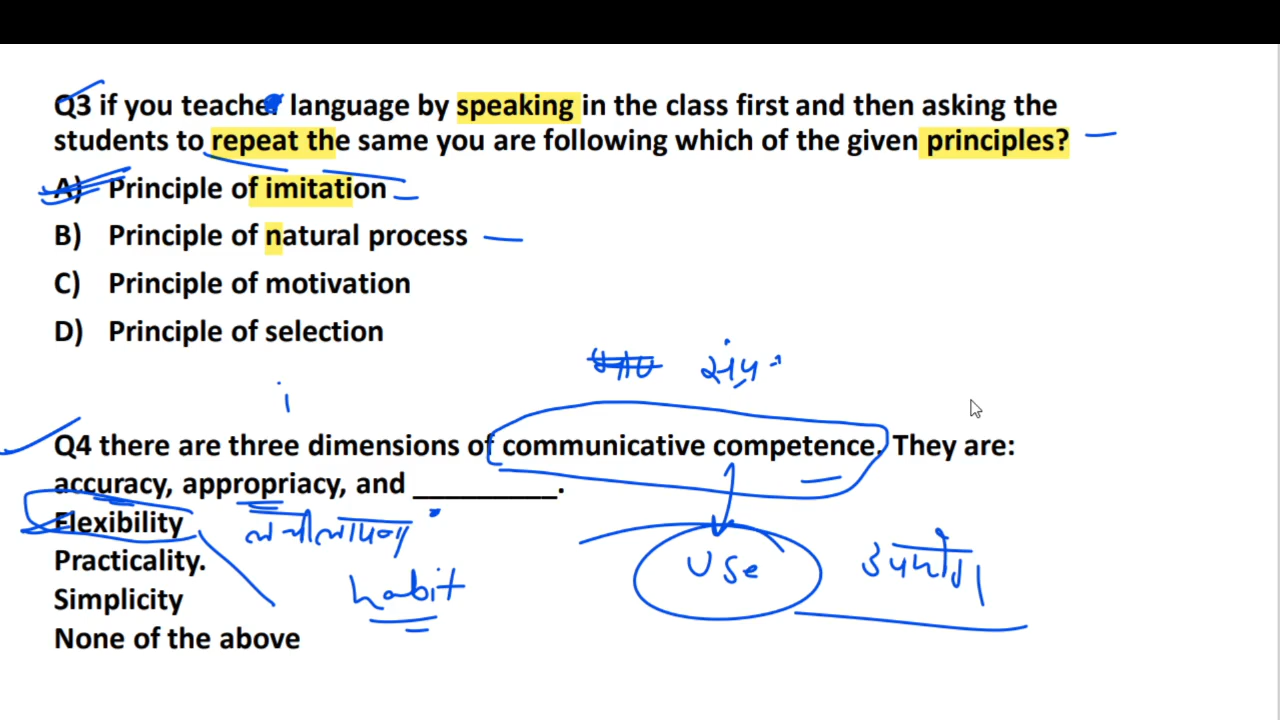 Q3 if you teacher language by speaking in the class first and then asking the
students to repeat the same you are following which of the given principles?
A) Principle of imitation
B) Principle of natural process
C) Principle of motivation
D) Principle of selection
i
Q4 there are three dimensions of communicative competence. They are:
accuracy, appropriacy, and __________.
Flexibility
Practicality.
Simplicity
None of the above
लचीलापन
habit
Use
उपयोग